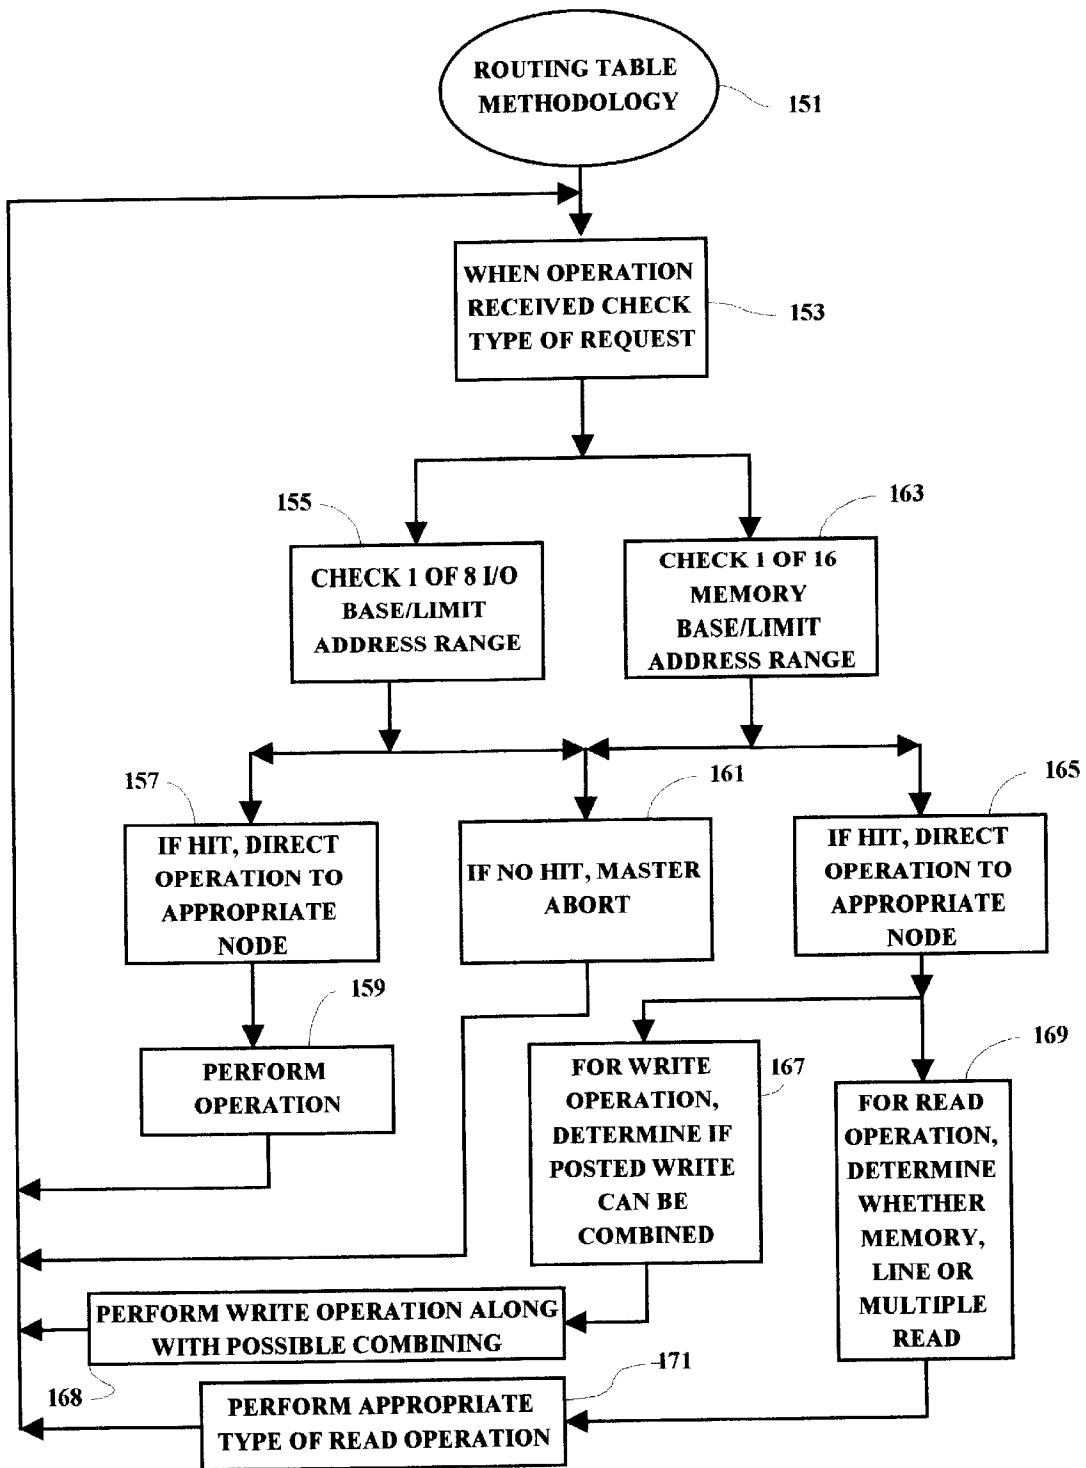 ROUTING TABLE
METHODOLOGY
151
WHEN OPERATION
RECEIVED CHECK
TYPE OF REQUEST
153
155
CHECK 1 OF 8 I/O
BASE/LIMIT
ADDRESS RANGE
163
CHECK 1 OF 16
MEMORY
BASE/LIMIT
ADDRESS RANGE
157
IF HIT, DIRECT
OPERATION TO
APPROPRIATE
NODE
161
IF NO HIT, MASTER
ABORT
165
IF HIT, DIRECT
OPERATION TO
APPROPRIATE
NODE
159
PERFORM
OPERATION
167
FOR WRITE
OPERATION,
DETERMINE IF
POSTED WRITE
CAN BE
COMBINED
169
FOR READ
OPERATION,
DETERMINE
WHETHER
MEMORY,
LINE OR
MULTIPLE
READ
PERFORM WRITE OPERATION ALONG
WITH POSSIBLE COMBINING
168
171
PERFORM APPROPRIATE
TYPE OF READ OPERATION